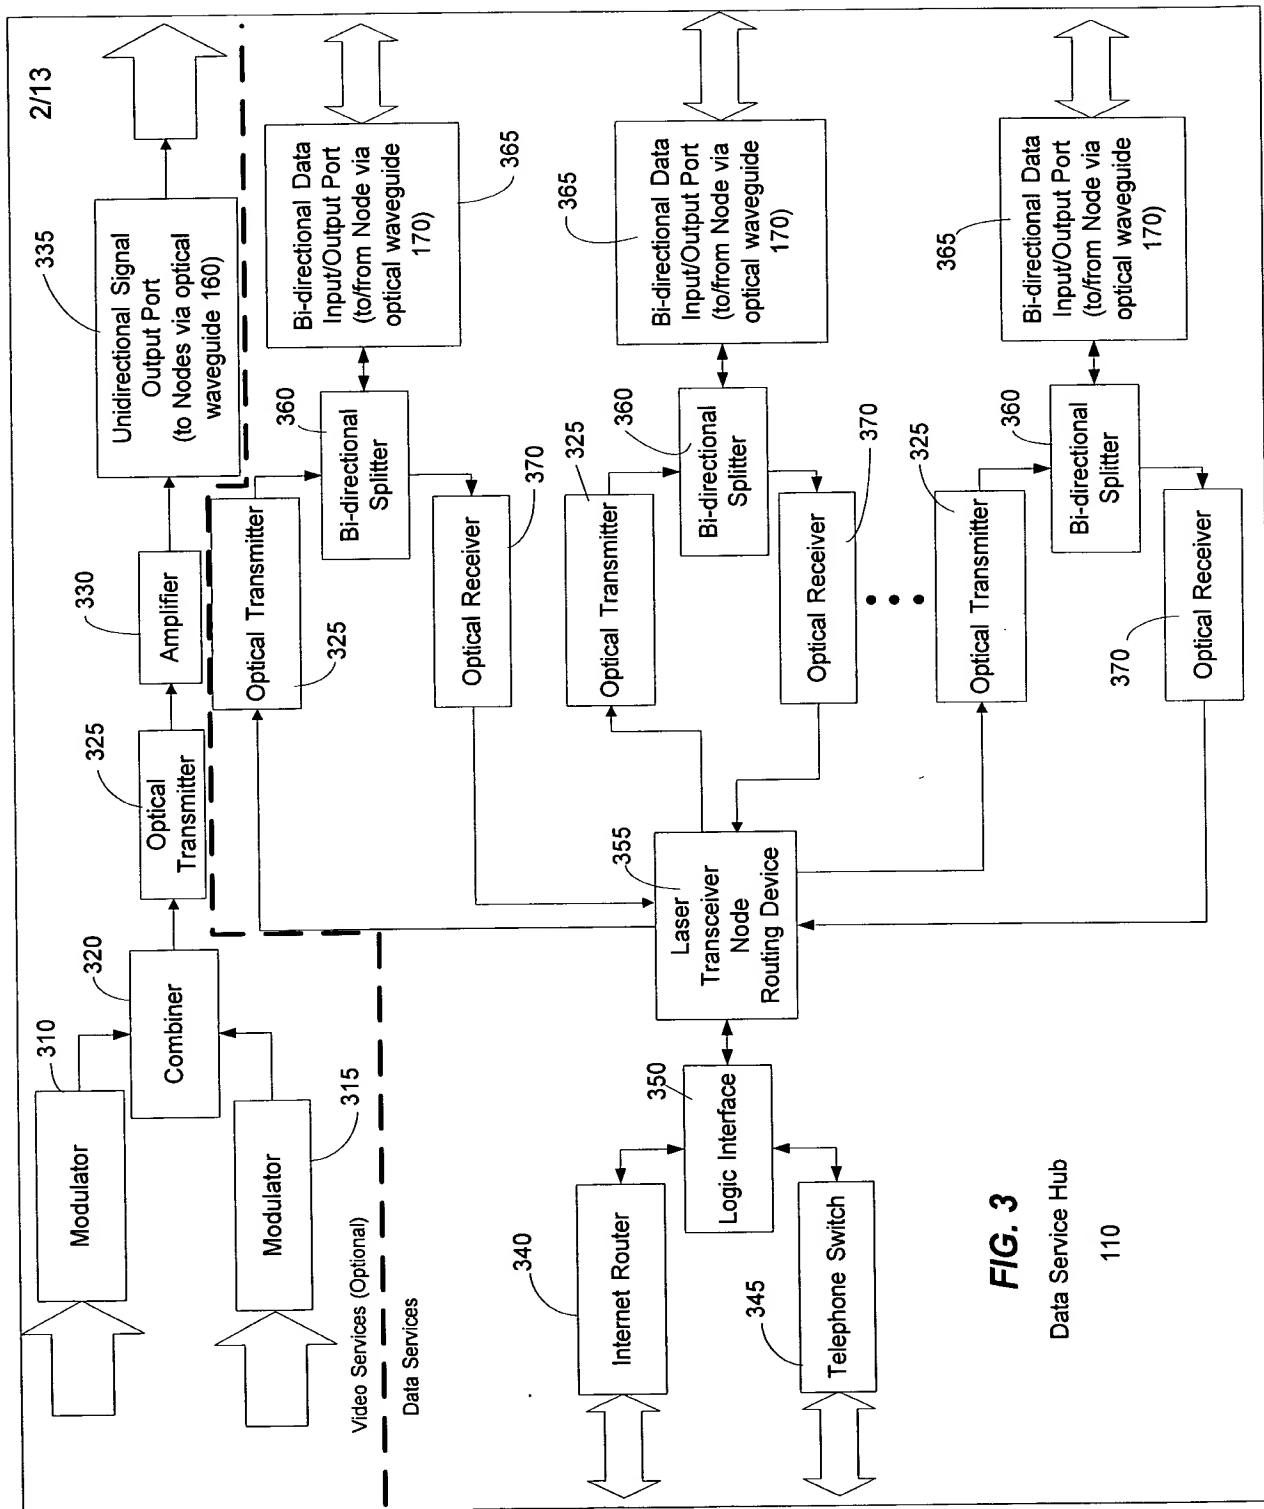 2/13
310
Modulator
315
Modulator
320
Combiner
325
Optical
Transmitter
330
Amplifier
335
Unidirectional Signal
Output Port
(to Nodes via optical
waveguide 160)
Video Services (Optional)
Data Services
340
Internet Router
345
Telephone Switch
350
Logic Interface
355
Laser
Transceiver
Node
Routing Device
Optical Transmitter
325
360
Bi-directional
Splitter
Optical Receiver
370
Bi-directional Data
Input/Output Port
(to/from Node via
optical waveguide
170)
365
325
Optical Transmitter
360
Bi-directional
Splitter
Optical Receiver
370
365
Bi-directional Data
Input/Output Port
(to/from Node via
optical waveguide
170)
325
Optical Transmitter
360
Bi-directional
Splitter
370
Optical Receiver
365
Bi-directional Data
Input/Output Port
(to/from Node via
optical waveguide
170)
FIG. 3
Data Service Hub
110